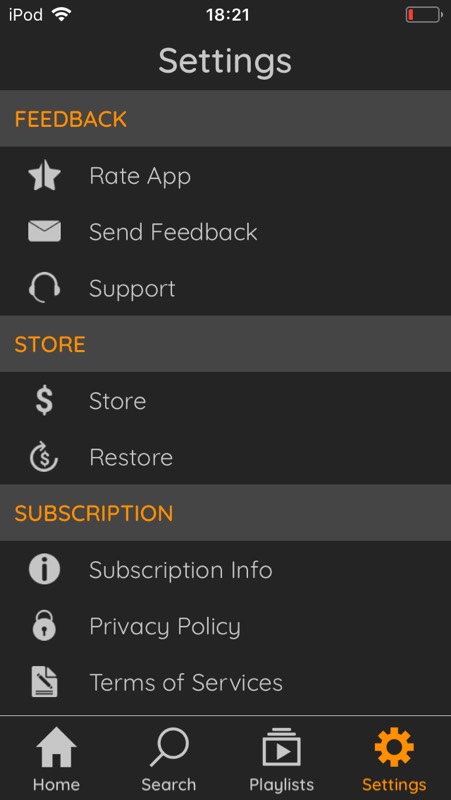 iPod 18:21
Settings
FEEDBACK
Rate App
Send Feedback
Support
STORE
$ Store
$ Restore
SUBSCRIPTION
i Subscription Info
Privacy Policy
Terms of Services
Home Search Playlists Settings